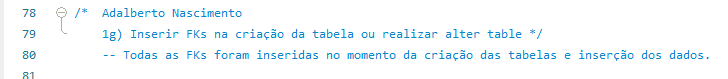 78 /* Adalberto Nascimento
79 1g) Inserir FKs na criação da tabela ou realizar alter table */
80 -- Todas as FKs foram inseridas no momento da criação das tabelas e inserção dos dados.
81